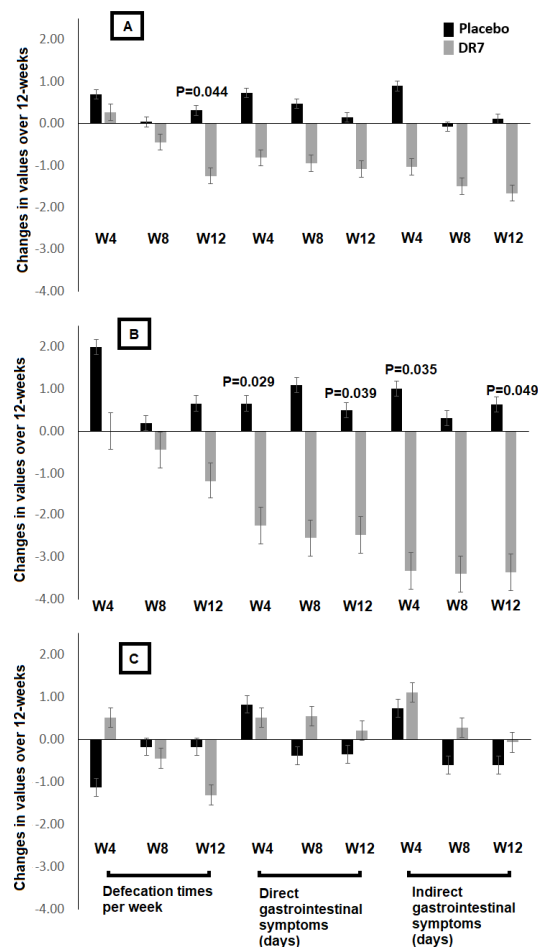 A
Placebo
DR7
Changes in values over 12-weeks
2.00
1.00
0.00
-1.00
-2.00
-3.00
-4.00
P=0.044
W4 W8 W12 W4 W8 W12 W4 W8 W12
B
Changes in values over 12-weeks
2.00
1.00
0.00
-1.00
-2.00
-3.00
-4.00
P=0.029 P=0.039 P=0.035 P=0.049
W4 W8 W12 W4 W8 W12 W4 W8 W12
C
Changes in values over 12-weeks
2.00
1.00
0.00
-1.00
-2.00
-3.00
-4.00
W4 W8 W12 W4 W8 W12 W4 W8 W12
Defecation times
per week
Direct
gastrointestinal
symptoms
(days)
Indirect
gastrointestinal
symptoms (days)